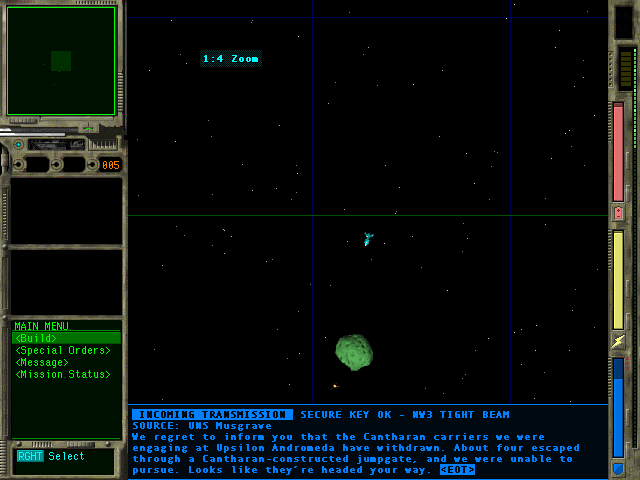 1:4 Zoom
005
MAIN MENU
<Build>
<Special Orders>
<Message>
<Mission Status>
RGHT Select
INCOMING TRANSMISSION SECURE KEY OK - NW3 TIGHT BEAM
SOURCE: UNS Musgrave
We regret to inform you that the Cantharan carriers we were
engaging at Upsilon Andromeda have withdrawn. About four escaped
through a Cantharan-constructed jumpgate, and we were unable to
pursue. Looks like they're headed your way. <EOT>